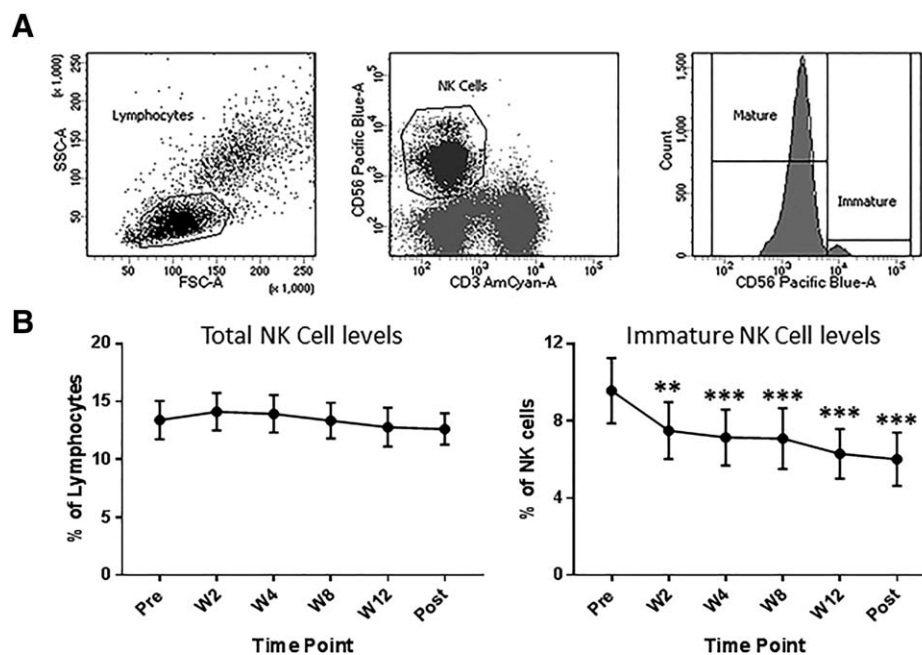 A
SSC-A
(x 1,000)
50 100 150 200 250
Lymphocytes
50 100 150 200 250
FSC-A
(x 1,000)
CD56 Pacific Blue-A
10² 10³ 10⁴ 10⁵
NK Cells
10² 10³ 10⁴ 10⁵
CD3 AmCyan-A
Count
0 500 1,000 1,500
Mature
Immature
10² 10³ 10⁴ 10⁵
CD56 Pacific Blue-A
B
Total NK Cell levels
% of Lymphocytes
20
15
10
5
0
Pre W2 W4 W8 W12 Post
Time Point
Immature NK Cell levels
% of NK cells
12
8
4
0
** *** *** *** ***
Pre W2 W4 W8 W12 Post
Time Point